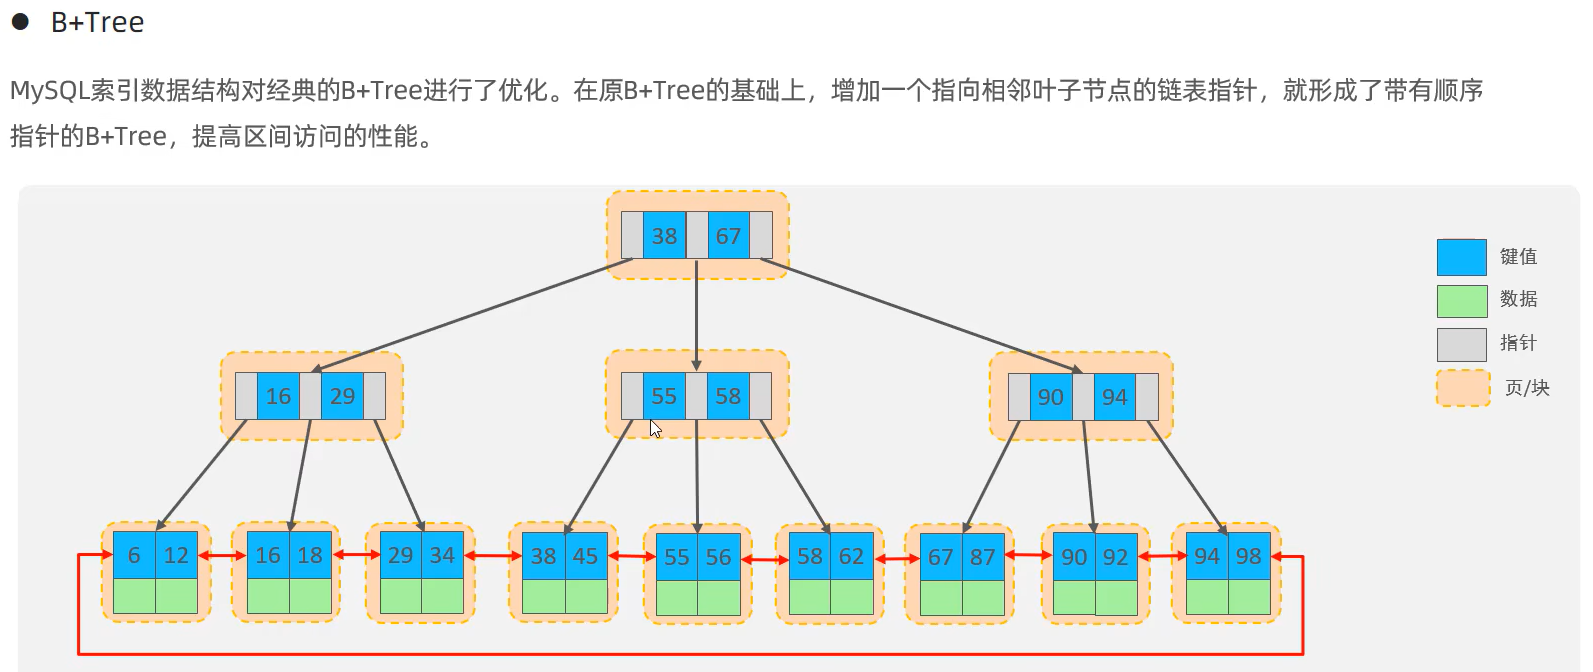 ● B+Tree
MySQL索引数据结构对经典的B+Tree进行了优化。在原B+Tree的基础上，增加一个指向相邻叶子节点的链表指针，就形成了带有顺序
指针的B+Tree，提高区间访问的性能。
38 67
键值
数据
指针
页/块
16 29
55 58
90 94
6 12
16 18
29 34
38 45
55 56
58 62
67 87
90 92
94 98